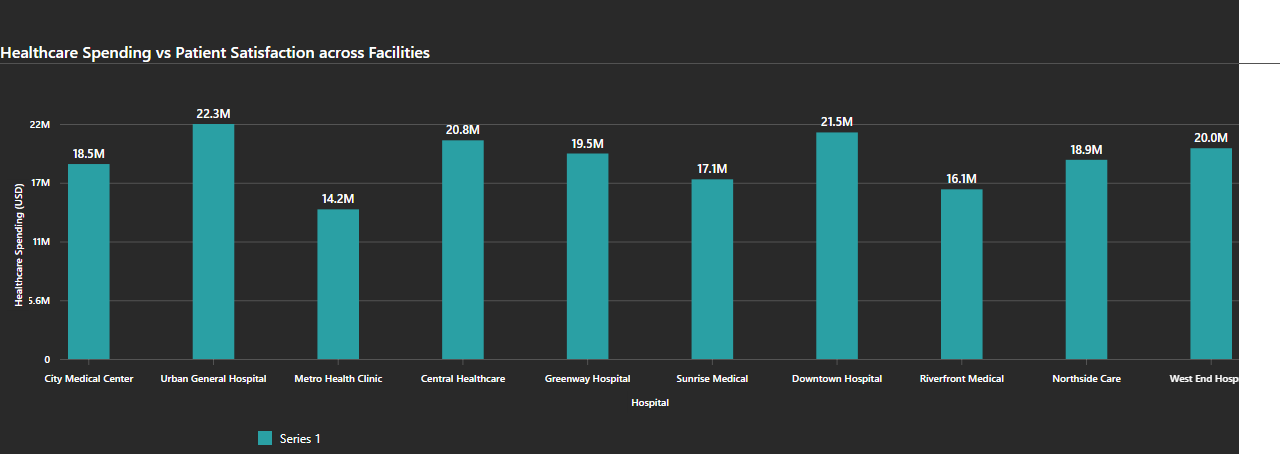 Healthcare Spending vs Patient Satisfaction across Facilities
22.3M
22M
21.5M
20.8M
20.0M
19.5M
18.9M
18.5M
17.1M
17M
16.1M
14.2M
11M
5.6M
0
Healthcare Spending (USD)
City Medical Center
Urban General Hospital
Metro Health Clinic
Central Healthcare
Greenway Hospital
Sunrise Medical
Downtown Hospital
Riverfront Medical
Northside Care
West End Hosp
Hospital
Series 1